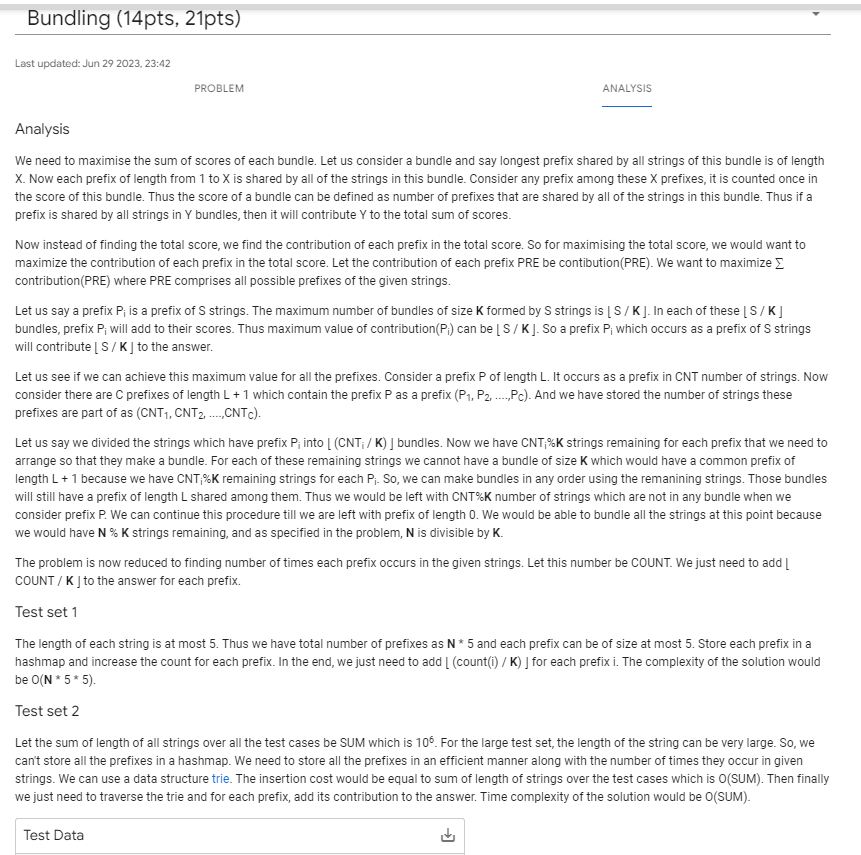 Bundling (14pts, 21pts)
Last updated: Jun 29 2023, 23:42
PROBLEM
ANALYSIS
Analysis
We need to maximise the sum of scores of each bundle. Let us consider a bundle and say longest prefix shared by all strings of this bundle is of length
X. Now each prefix of length from 1 to X is shared by all of the strings in this bundle. Consider any prefix among these X prefixes, it is counted once in
the score of this bundle. Thus the score of a bundle can be defined as number of prefixes that are shared by all of the strings in this bundle. Thus if a
prefix is shared by all strings in Y bundles, then it will contribute Y to the total sum of scores.
Now instead of finding the total score, we find the contribution of each prefix in the total score. So for maximising the total score, we would want to
maximize the contribution of each prefix in the total score. Let the contribution of each prefix PRE be contibution(PRE). We want to maximize ∑
contribution(PRE) where PRE comprises all possible prefixes of the given strings.
Let us say a prefix Pᵢ is a prefix of S strings. The maximum number of bundles of size K formed by S strings is ⌊ S / K ⌋. In each of these ⌊ S / K ⌋
bundles, prefix Pᵢ will add to their scores. Thus maximum value of contribution(Pᵢ) can be ⌊ S / K ⌋. So a prefix Pᵢ which occurs as a prefix of S strings
will contribute ⌊ S / K ⌋ to the answer.
Let us see if we can achieve this maximum value for all the prefixes. Consider a prefix P of length L. It occurs as a prefix in CNT number of strings. Now
consider there are C prefixes of length L + 1 which contain the prefix P as a prefix (P₁, P₂, ....,P_C). And we have stored the number of strings these
prefixes are part of as (CNT₁, CNT₂, ....,CNT_C).
Let us say we divided the strings which have prefix Pᵢ into ⌊ (CNTᵢ / K) ⌋ bundles. Now we have CNTᵢ%K strings remaining for each prefix that we need to
arrange so that they make a bundle. For each of these remaining strings we cannot have a bundle of size K which would have a common prefix of
length L + 1 because we have CNTᵢ%K remaining strings for each Pᵢ. So, we can make bundles in any order using the remanining strings. Those bundles
will still have a prefix of length L shared among them. Thus we would be left with CNT%K number of strings which are not in any bundle when we
consider prefix P. We can continue this procedure till we are left with prefix of length 0. We would be able to bundle all the strings at this point because
we would have N % K strings remaining, and as specified in the problem, N is divisible by K.
The problem is now reduced to finding number of times each prefix occurs in the given strings. Let this number be COUNT. We just need to add ⌊
COUNT / K ⌋ to the answer for each prefix.
Test set 1
The length of each string is at most 5. Thus we have total number of prefixes as N * 5 and each prefix can be of size at most 5. Store each prefix in a
hashmap and increase the count for each prefix. In the end, we just need to add ⌊ (count(i) / K) ⌋ for each prefix i. The complexity of the solution would
be O(N * 5 * 5).
Test set 2
Let the sum of length of all strings over all the test cases be SUM which is 10⁶. For the large test set, the length of the string can be very large. So, we
can't store all the prefixes in a hashmap. We need to store all the prefixes in an efficient manner along with the number of times they occur in given
strings. We can use a data structure trie. The insertion cost would be equal to sum of length of strings over the test cases which is O(SUM). Then finally
we just need to traverse the trie and for each prefix, add its contribution to the answer. Time complexity of the solution would be O(SUM).
Test Data